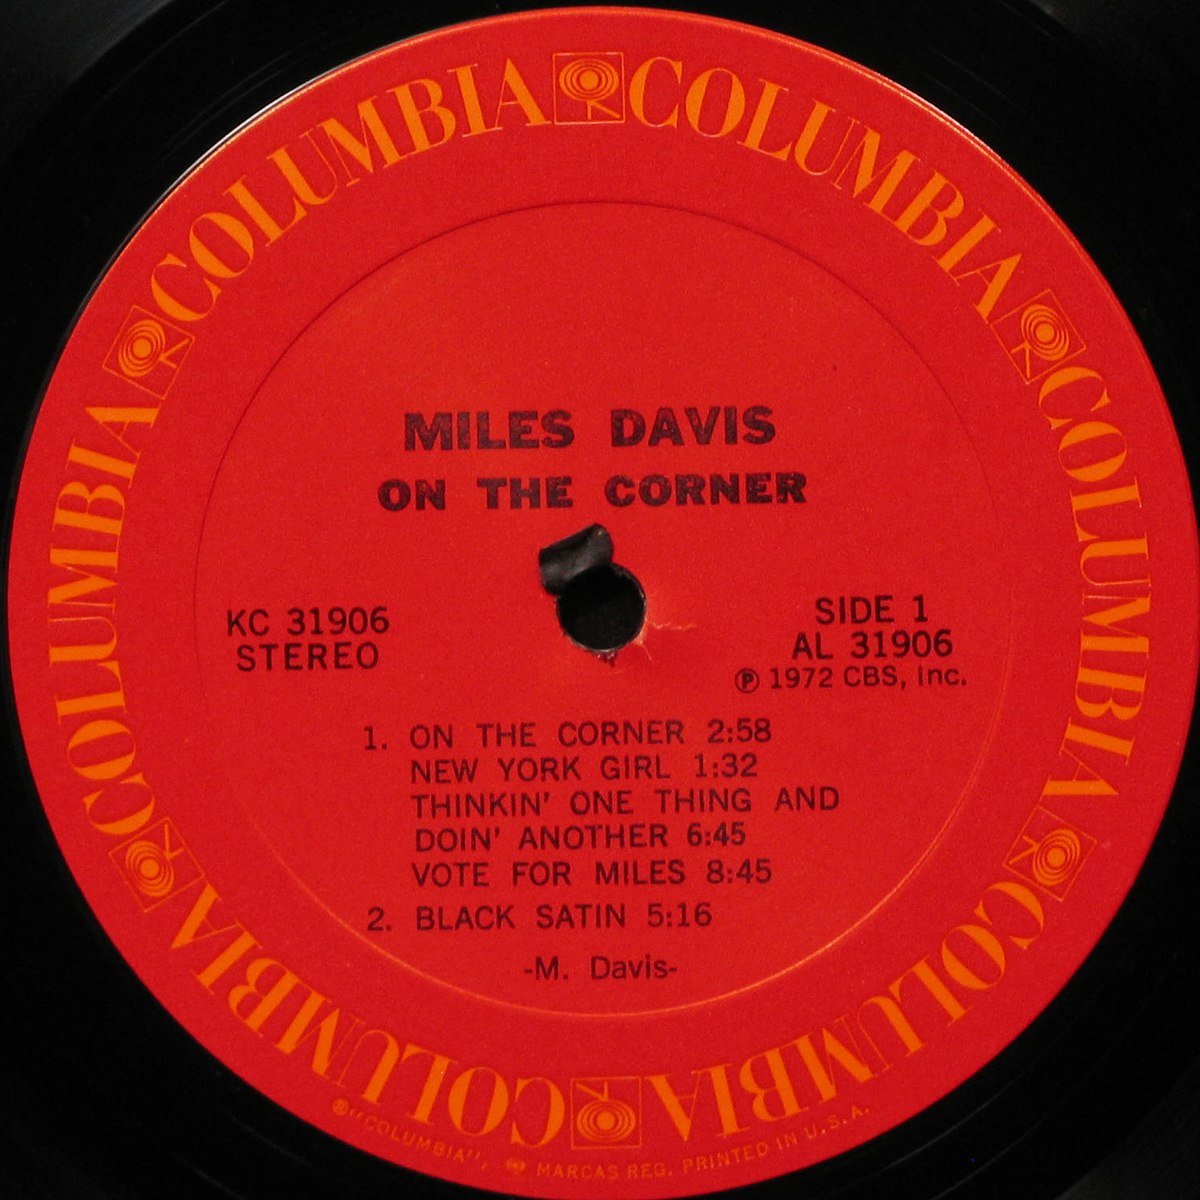 COLUMBIA COLUMBIA COLUMBIA COLUMBIA COLUMBIA COLUMBIA
MILES DAVIS
ON THE CORNER
KC 31906
STEREO
SIDE 1
AL 31906
℗ 1972 CBS, Inc.
1. ON THE CORNER 2:58
NEW YORK GIRL 1:32
THINKIN' ONE THING AND
DOIN' ANOTHER 6:45
VOTE FOR MILES 8:45
2. BLACK SATIN 5:16
-M. Davis-
®"COLUMBIA", MARCAS REG. PRINTED IN U.S.A.